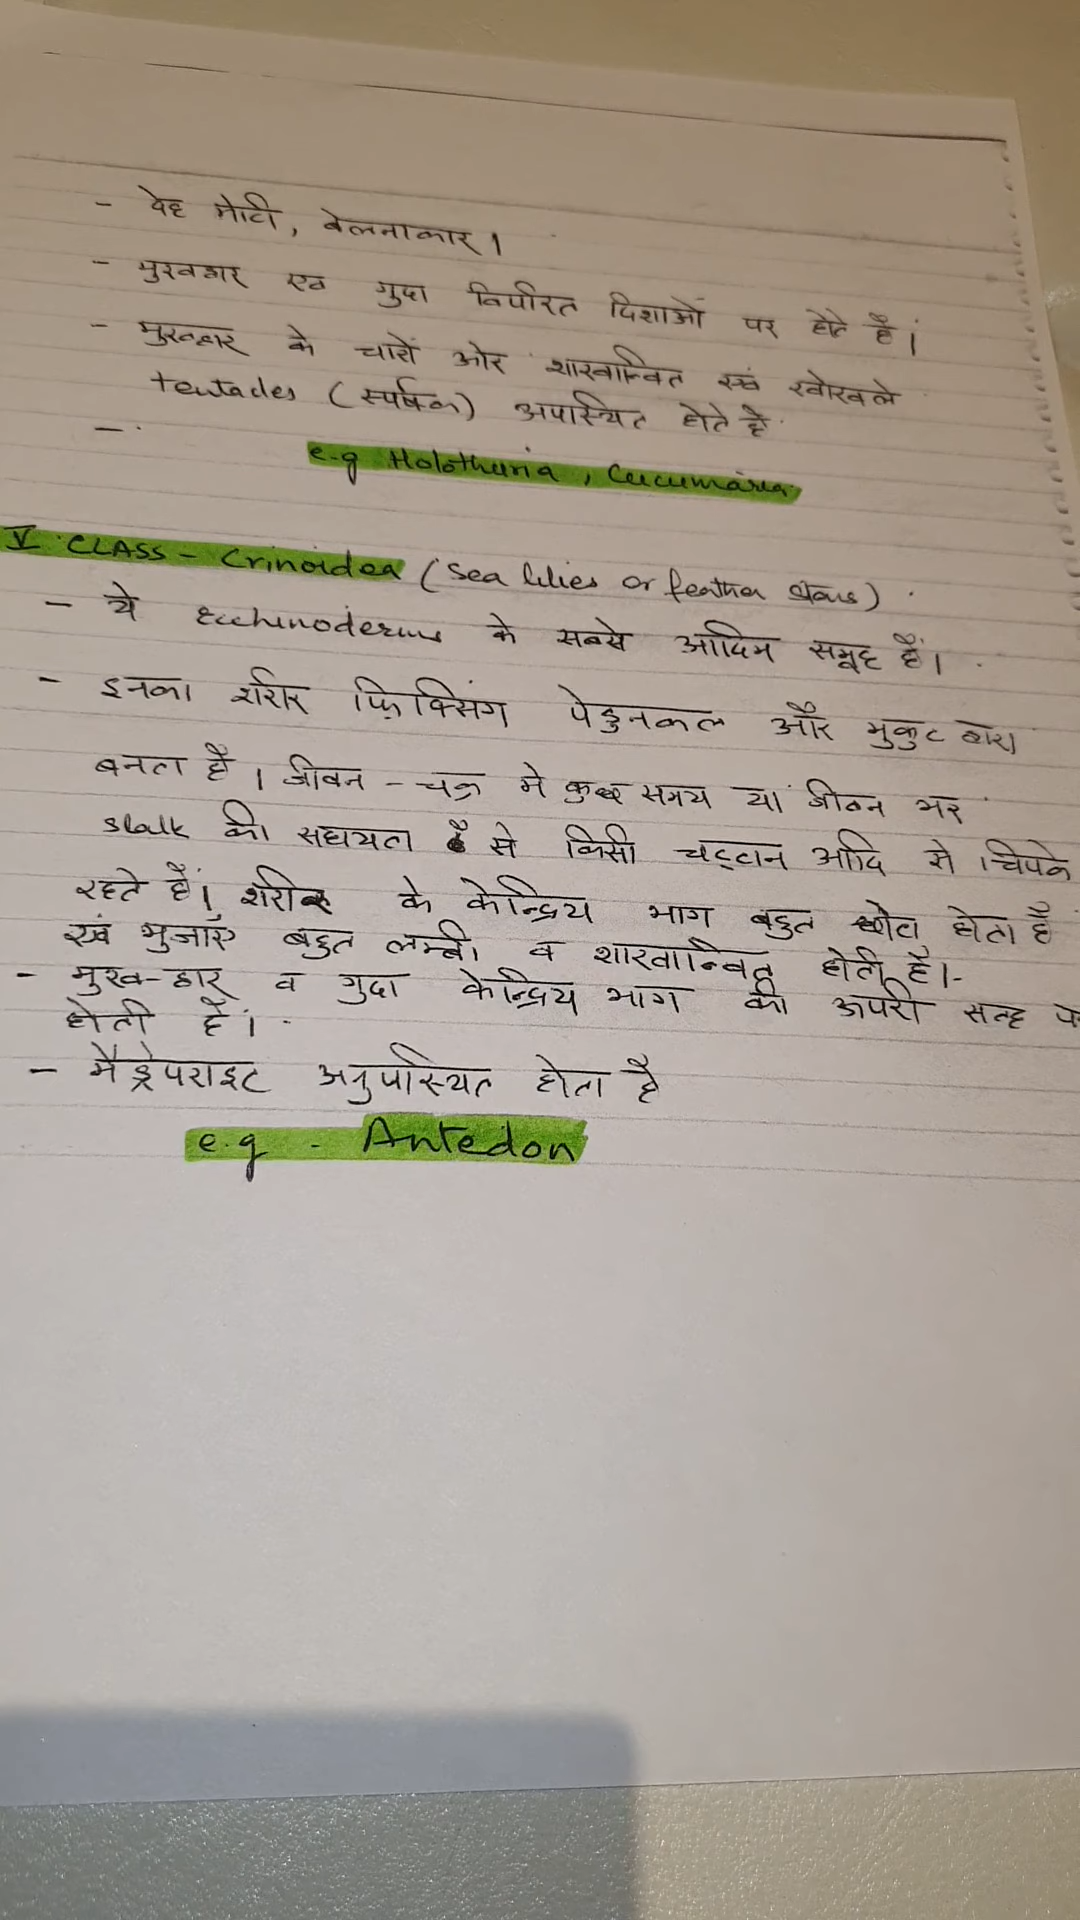 - देह मोटी, बेलनाकार।
- मुखद्वार एवं गुदा विपरित दिशाओं पर होते है।
- मुखद्वार के चारों ओर शाखान्वित एवं खोखले
tentacles (स्पर्षक) उपस्थित होते है
-
e.g Holothuria, Cucumaria
V CLASS - Crinoidea (Sea lilies or feather stars)
- ये Echinoderms के सबसे आदिम समूह हैं।
- इनका शरीर फ़िक्सिंग पेडुनकल और मुकुट द्वारा
बनता है। जीवन-चक्र मे कुछ समय या जीवन भर
stalk की सहायता से किसी चट्टान आदि से चिपके
रहते हैं। शरीर के केन्द्रिय भाग बहुत छोटा होता है
एवं भुजाएँ बहुत लम्बी व शाखान्वित होती है।-
- मुख-द्वार व गुदा केन्द्रिय भाग की ऊपरी सतह प
होती है।
- मैड्रेपराइट अनुपस्थित होता है
e.g - Antedon